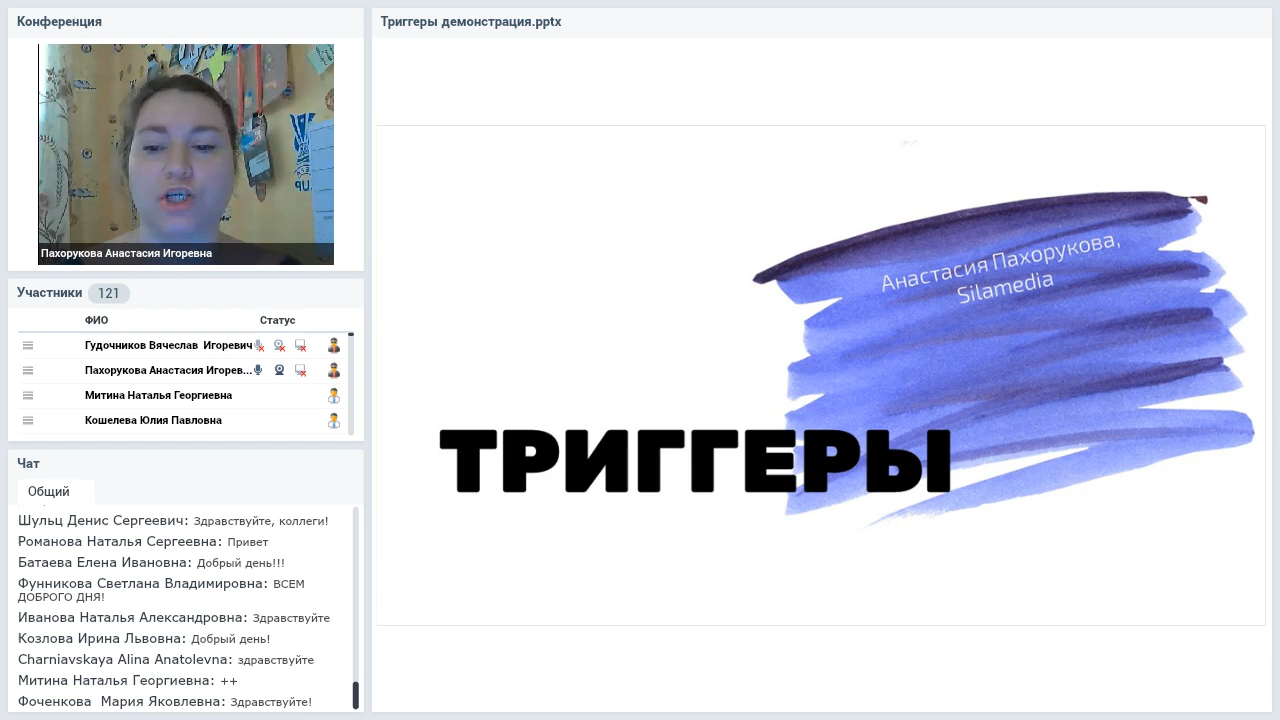 Конференция
Пахорукова Анастасия Игоревна
Участники 121
ФИО Статус
Гудочников Вячеслав Игоревич
Пахорукова Анастасия Игорев...
Митина Наталья Георгиевна
Кошелева Юлия Павловна
Чат
Общий
Шульц Денис Сергеевич: Здравствуйте, коллеги!
Романова Наталья Сергеевна: Привет
Батаева Елена Ивановна: Добрый день!!!
Фунникова Светлана Владимировна: ВСЕМ
ДОБРОГО ДНЯ!
Иванова Наталья Александровна: Здравствуйте
Козлова Ирина Львовна: Добрый день!
Charniavskaya Alina Anatolevna: здравствуйте
Митина Наталья Георгиевна: ++
Фоченкова Мария Яковлевна: Здравствуйте!
Триггеры демонстрация.pptx
Анастасия Пахорукова,
Silamedia
ТРИГГЕРЫ